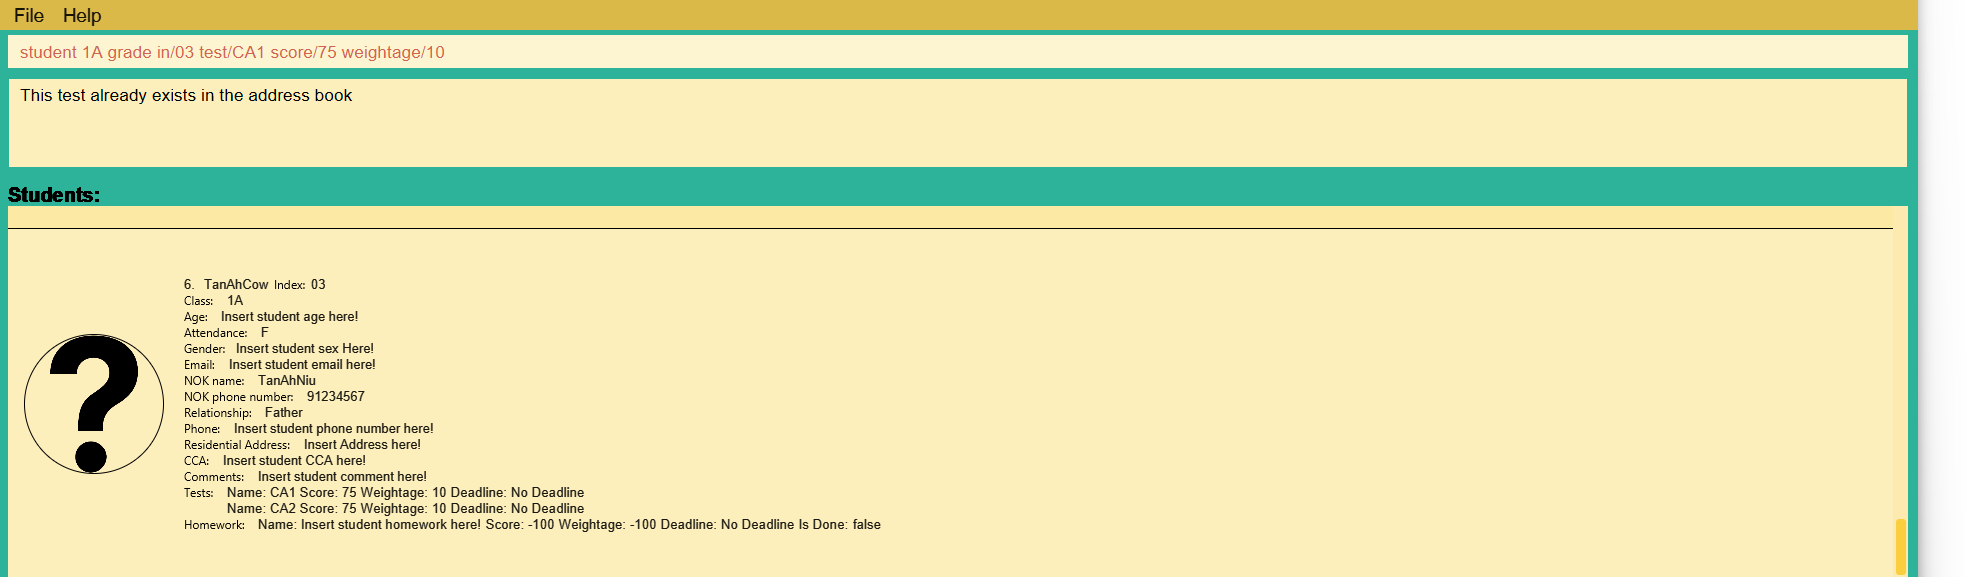 File Help
student 1A grade in/03 test/CA1 score/75 weightage/10
This test already exists in the address book
Students:
6. TanAhCow Index: 03
Class: 1A
Age: Insert student age here!
Attendance: F
Gender: Insert student sex Here!
Email: Insert student email here!
NOK name: TanAhNiu
NOK phone number: 91234567
Relationship: Father
Phone: Insert student phone number here!
Residential Address: Insert Address here!
CCA: Insert student CCA here!
Comments: Insert student comment here!
Tests: Name: CA1 Score: 75 Weightage: 10 Deadline: No Deadline
Name: CA2 Score: 75 Weightage: 10 Deadline: No Deadline
Homework: Name: Insert student homework here! Score: -100 Weightage: -100 Deadline: No Deadline Is Done: false